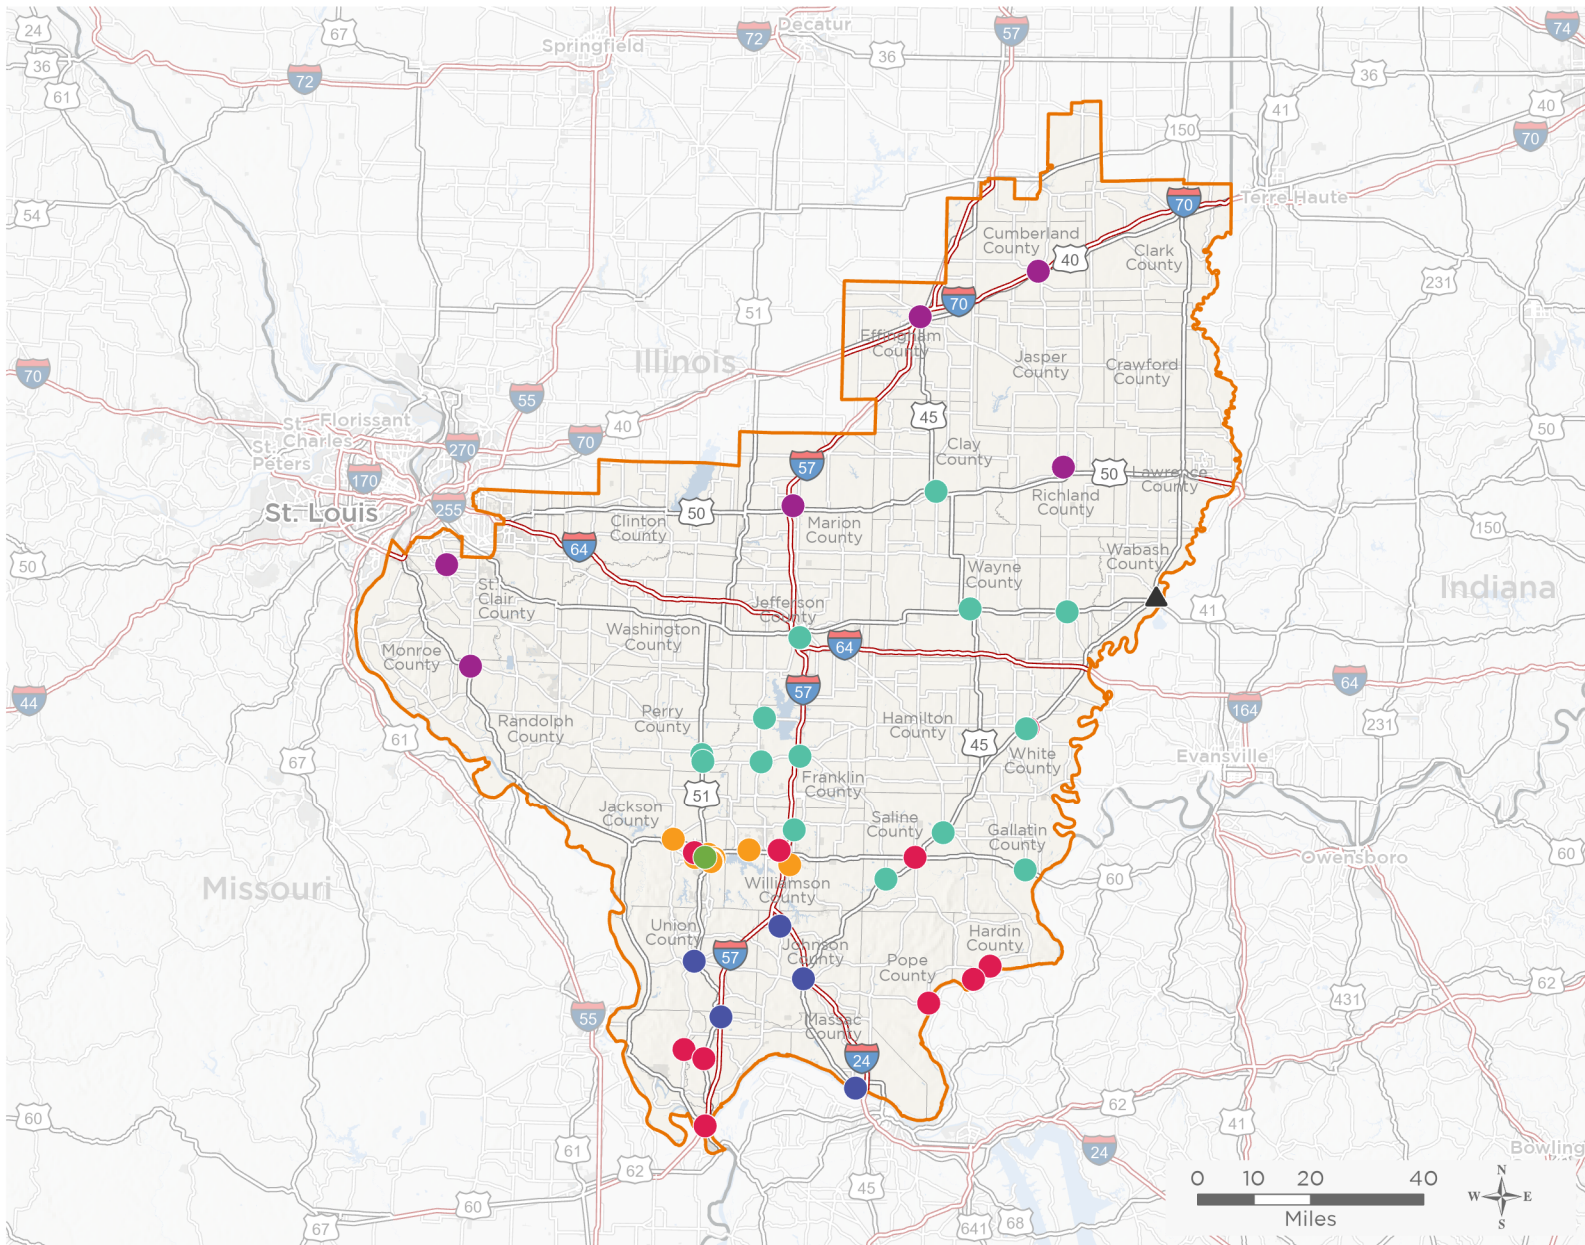 24
67
72
Decatur
57
74
Springfield
36
36
36
72
61
40
41
150
70
54
70
Terre Haute
Cumberland
County
40
Clark
County
231
51
70
Effingham
County
Illinois
Jasper
County
Crawford
County
70
55
45
St.
Charles
Florissant
40
70
50
270
St.
Peters
Clay
County
57
170
50
Lawrence
County
Richland
County
255
St. Louis
50
Clinton
County
Marion
County
150
64
Wabash
County
50
Wayne
County
St.
Clair
County
Indiana
Jefferson
County
41
Washington
County
64
Monroe
County
57
64
44
164
Randolph
County
Perry
County
Hamilton
County
231
61
45
White
County
Evansville
67
Franklin
County
51
Jackson
County
Saline
County
Gallatin
County
Owensboro
60
60
Missouri
Williamson
County
Union
County
57
Johnson
County
Hardin
County
Pope
County
62
431
55
Massac
County
24
62
60
41
61
24
Bowling
62
45
60
67
641
68
0 10 20 40
Miles
N
W E
S